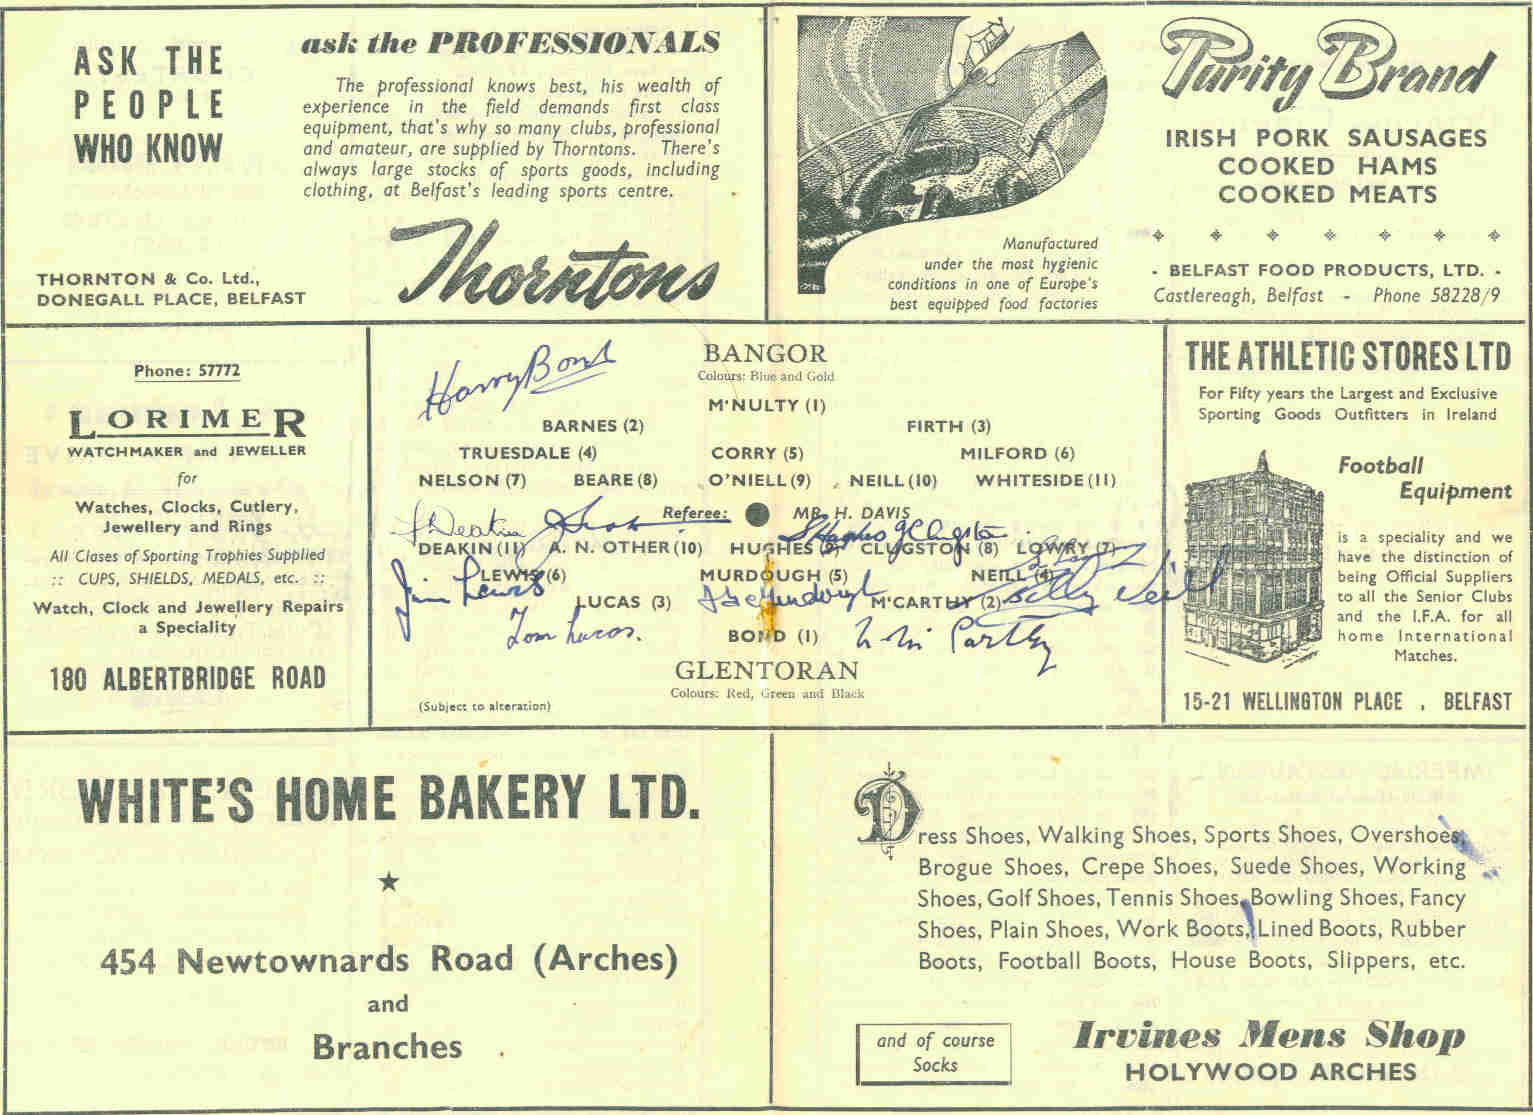 ASK THE
PEOPLE
WHO KNOW
THORNTON & Co. Ltd.,
DONEGALL PLACE, BELFAST
ask the PROFESSIONALS
The professional knows best, his wealth of
experience in the field demands first class
equipment, that's why so many clubs, professional
and amateur, are supplied by Thorntons. There's
always large stocks of sports goods, including
clothing, at Belfast's leading sports centre.
Thorntons
Manufactured
under the most hygienic
conditions in one of Europe's
best equipped food factories
Purity Brand
IRISH PORK SAUSAGES
COOKED HAMS
COOKED MEATS
- BELFAST FOOD PRODUCTS, LTD. -
Castlereagh, Belfast - Phone 58228/9
Phone: 57772
LORIMER
WATCHMAKER and JEWELLER
for
Watches, Clocks, Cutlery,
Jewellery and Rings
All Clases of Sporting Trophies Supplied
:: CUPS, SHIELDS, MEDALS, etc. ::
Watch, Clock and Jewellery Repairs
a Speciality
180 ALBERTBRIDGE ROAD
Harry Bond
BANGOR
Colours: Blue and Gold
M'NULTY (1)
BARNES (2) FIRTH (3)
TRUESDALE (4) CORRY (5) MILFORD (6)
NELSON (7) BEARE (8) O'NIELL (9) NEILL (10) WHITESIDE (11)
Referee: MR. H. DAVIS
Deakin S Hughes J Clugston
DEAKIN (11) A. N. OTHER (10) HUGHES (9) CLUGSTON (8) LOWRY (7)
Jim Lewis
LEWIS (6) MURDOUGH (5) NEILL (4)
Billy Neill
LUCAS (3) M'CARTHY (2)
Tom Lucas.
BOND (1)
GLENTORAN
Colours: Red, Green and Black
(Subject to alteration)
THE ATHLETIC STORES LTD
For Fifty years the Largest and Exclusive
Sporting Goods Outfitters in Ireland
Football
Equipment
is a speciality and we
have the distinction of
being Official Suppliers
to all the Senior Clubs
and the I.F.A. for all
home International
Matches.
15-21 WELLINGTON PLACE , BELFAST
WHITE'S HOME BAKERY LTD.
454 Newtownards Road (Arches)
and
Branches
Dress Shoes, Walking Shoes, Sports Shoes, Overshoes,
Brogue Shoes, Crepe Shoes, Suede Shoes, Working
Shoes, Golf Shoes, Tennis Shoes, Bowling Shoes, Fancy
Shoes, Plain Shoes, Work Boots, Lined Boots, Rubber
Boots, Football Boots, House Boots, Slippers, etc.
and of course
Socks
Irvines Mens Shop
HOLYWOOD ARCHES